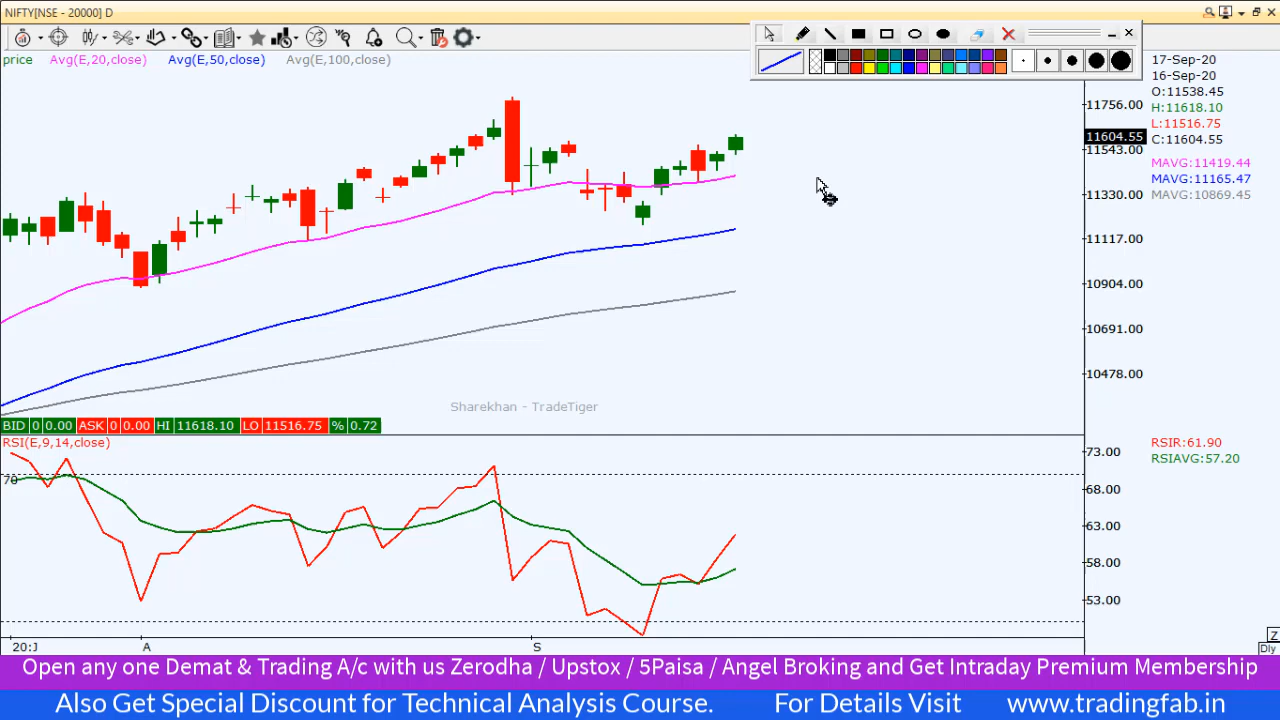 NIFTY[NSE - 20000] D
price Avg(E,20,close) Avg(E,50,close) Avg(E,100,close)
17-Sep-20
16-Sep-20
O:11538.45
H:11618.10
L:11516.75
C:11604.55
MAVG:11419.44
MAVG:11165.47
MAVG:10869.45
11756.00
11604.55
11543.00
11330.00
11117.00
10904.00
10691.00
10478.00
Sharekhan - TradeTiger
BID 0 0.00 ASK 0 0.00 HI 11618.10 LO 11516.75 % 0.72
RSI(E,9,14,close)
RSIR:61.90
RSIAVG:57.20
73.00
70
68.00
63.00
58.00
53.00
Z
20:J A S
Dly
Open any one Demat & Trading A/c with us Zerodha / Upstox / 5Paisa / Angel Broking and Get Intraday Premium Membership
Also Get Special Discount for Technical Analysis Course. For Details Visit www.tradingfab.in